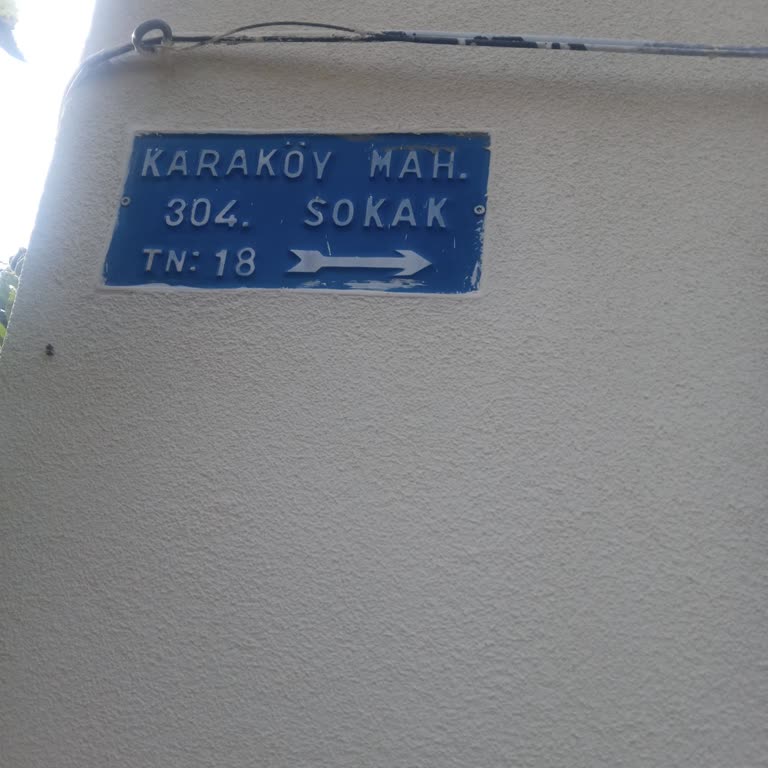 KARAKÖY MAH.
304. SOKAK
TN: 18